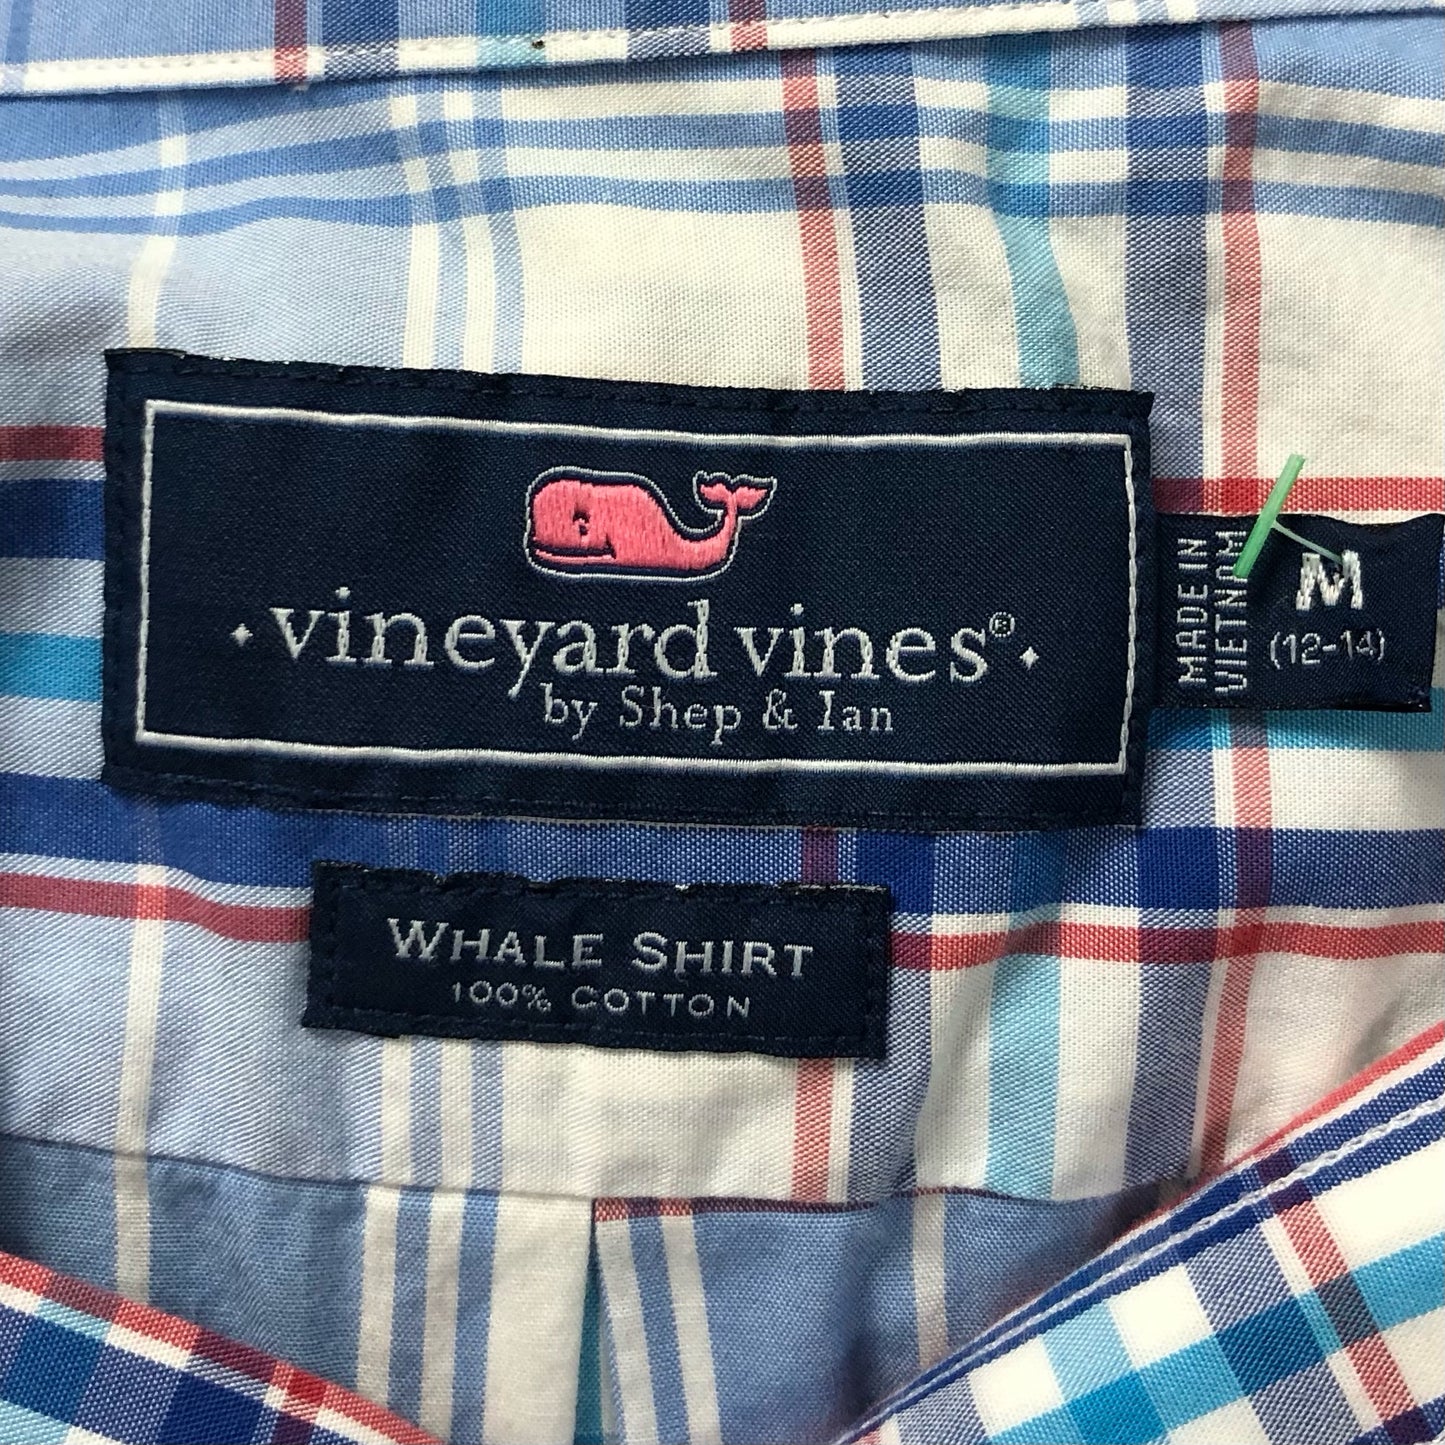 vineyard vines®
by Shep & Ian
MADE IN
VIETNAM
M
(12-14)
WHALE SHIRT
100% COTTON